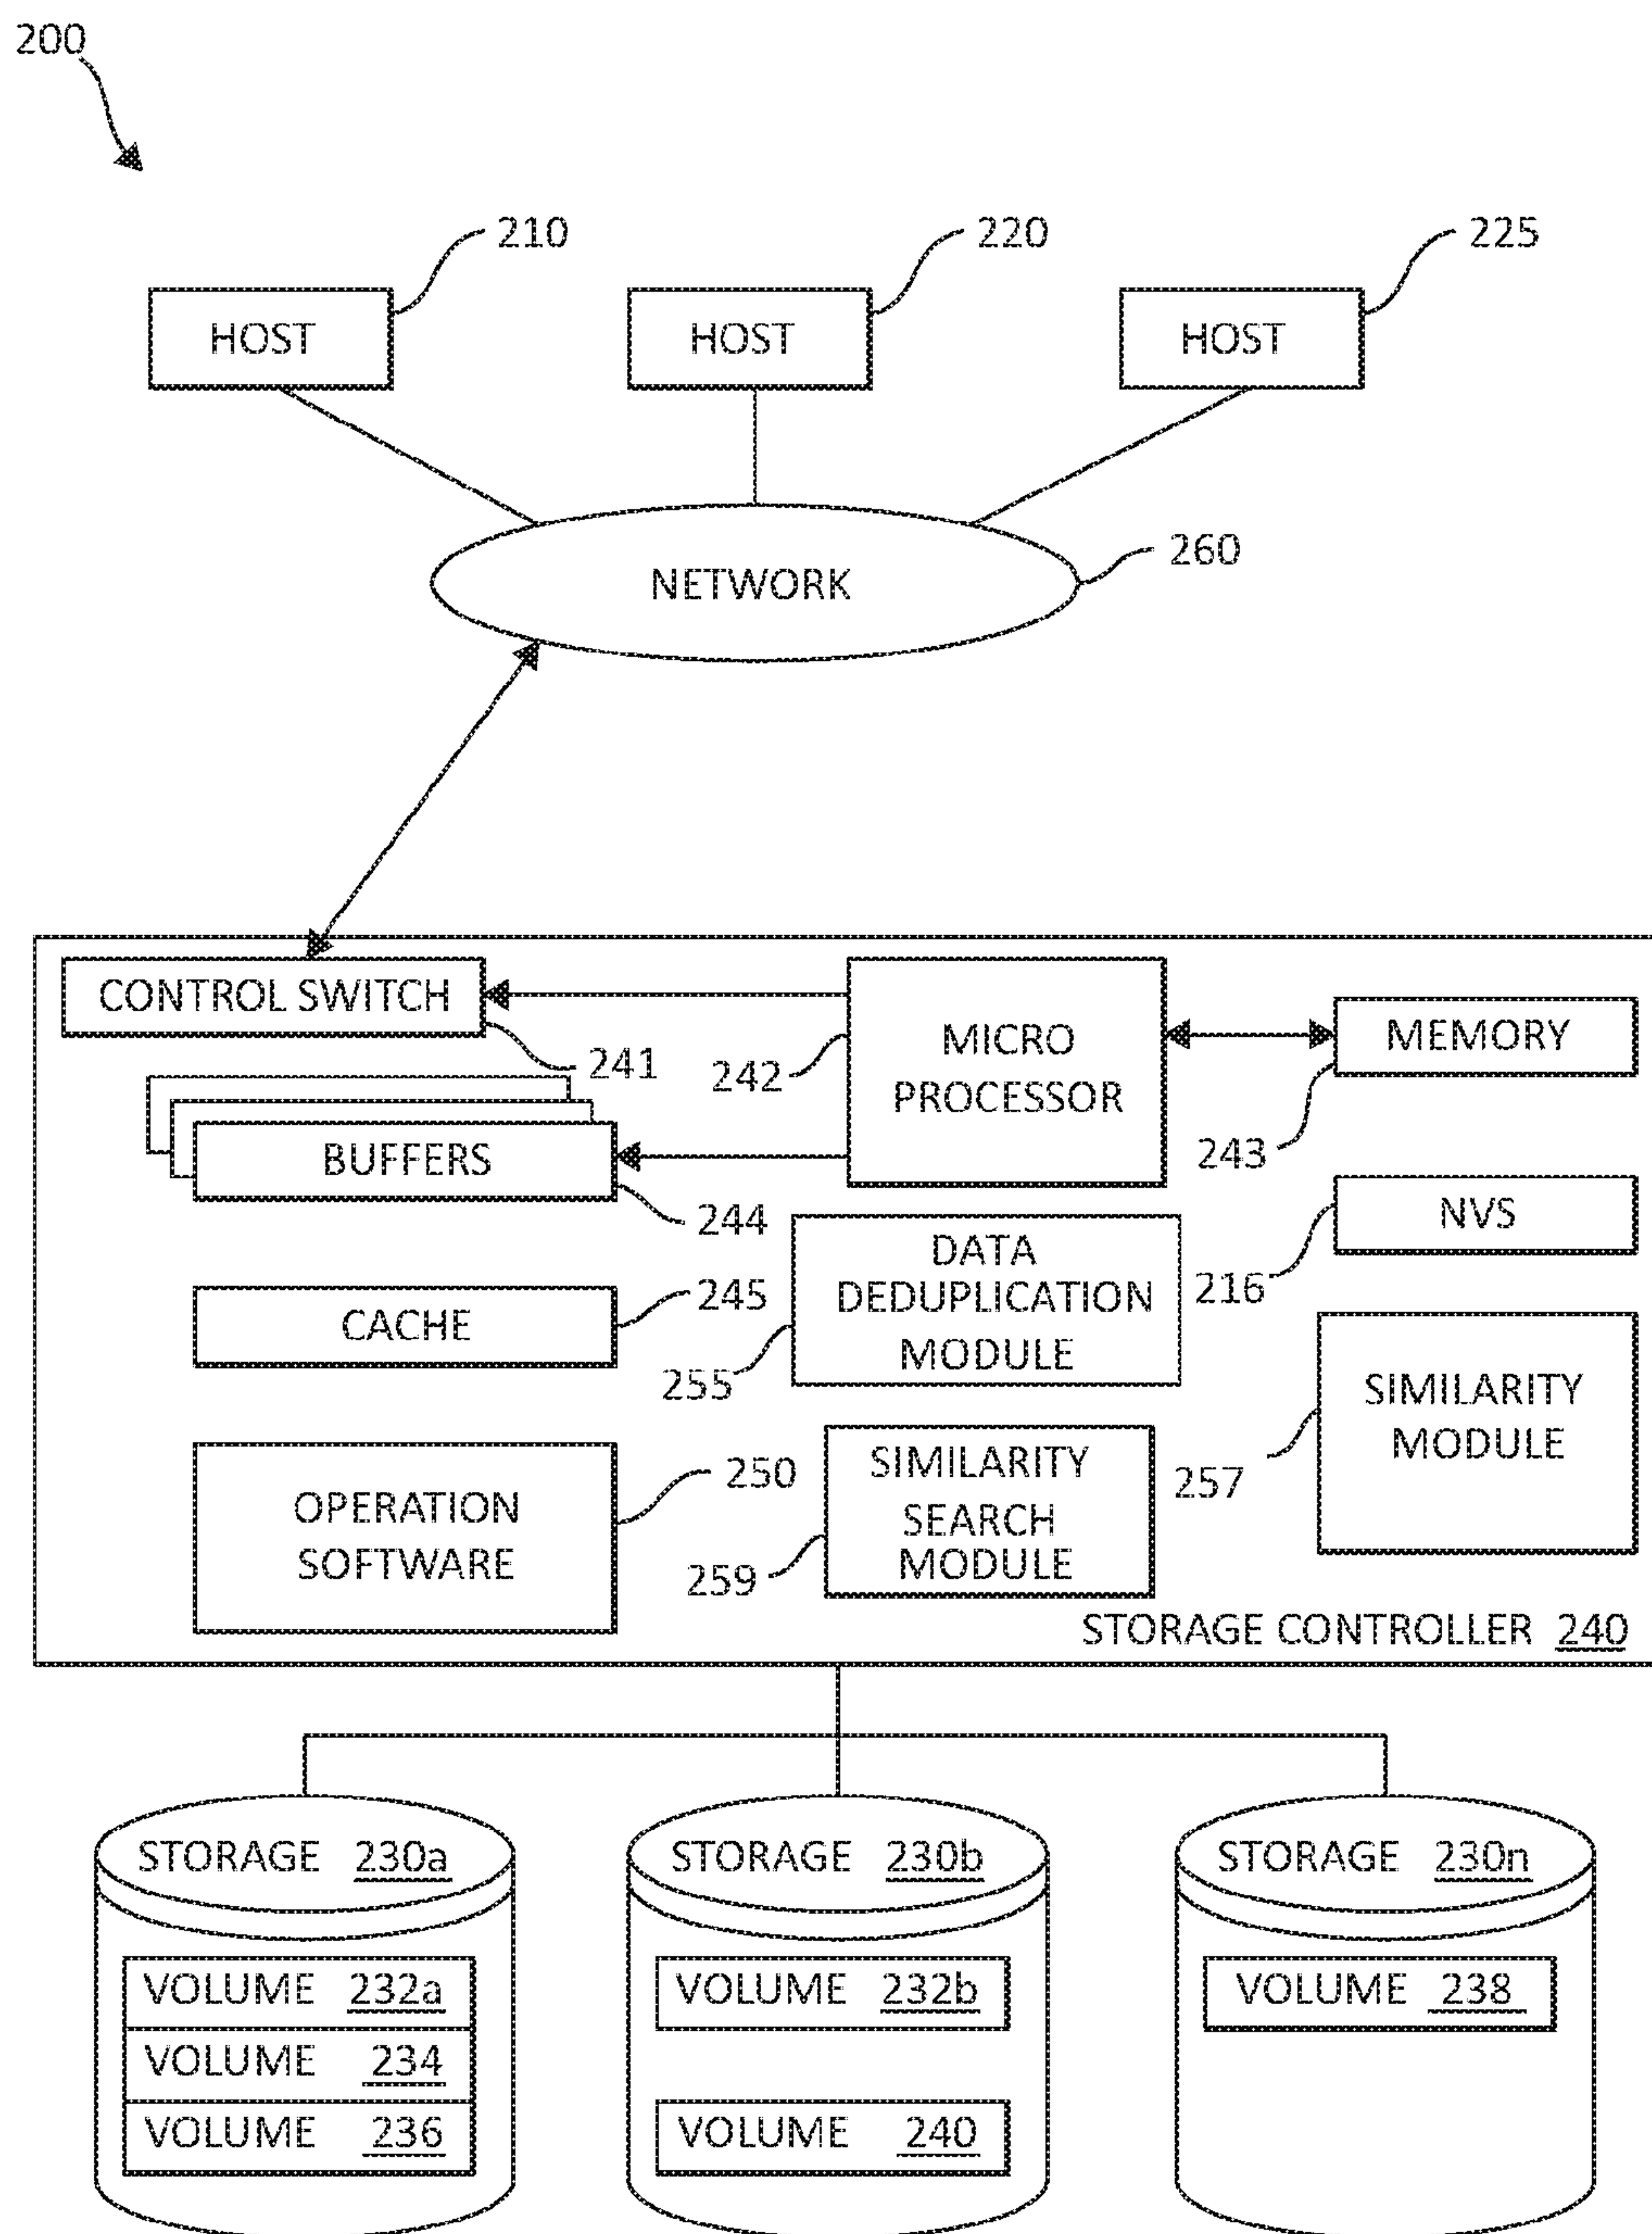 200
210
220
225
HOST
HOST
HOST
260
NETWORK
CONTROL SWITCH
241
242
MICRO
PROCESSOR
MEMORY
243
BUFFERS
244
NVS
216
DATA
DEDUPLICATION
MODULE
255
245
CACHE
SIMILARITY
MODULE
257
OPERATION
SOFTWARE
250
SIMILARITY
SEARCH
MODULE
259
STORAGE CONTROLLER 240
STORAGE 230a
VOLUME 232a
VOLUME 234
VOLUME 236
STORAGE 230b
VOLUME 232b
VOLUME 240
STORAGE 230n
VOLUME 238